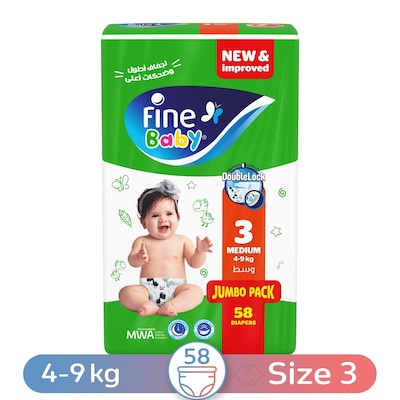 لجفاف أطول
وضحكات أعلى
NEW &
Improved
fine
Baby®
DoubleLock
3
MEDIUM
4-9 kg
وسط
JUMBO PACK
58
DIAPERS
MWA
4-9 kg
58
Size 3